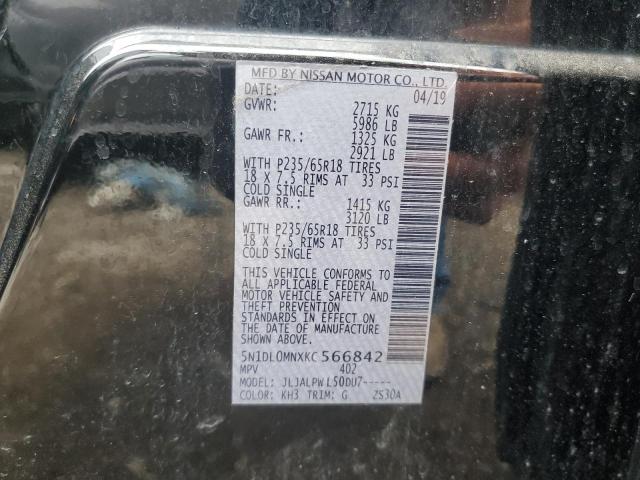 MFD BY NISSAN MOTOR CO., LTD.
DATE: 04/19
GVWR: 2715 KG
5986 LB
GAWR FR.: 1325 KG
2921 LB
WITH P235/65R18 TIRES
18 X 7.5 RIMS AT 33 PSI
COLD SINGLE
GAWR RR.: 1415 KG
3120 LB
WITH P235/65R18 TIRES
18 X 7.5 RIMS AT 33 PSI
COLD SINGLE
THIS VEHICLE CONFORMS TO
ALL APPLICABLE FEDERAL
MOTOR VEHICLE SAFETY AND
THEFT PREVENTION
STANDARDS IN EFFECT ON
THE DATE OF MANUFACTURE
SHOWN ABOVE.
5N1DL0MNXKC 566842
MPV 402
MODEL: JLJALPW L50DU7-----
COLOR: KH3 TRIM: G ZS30A